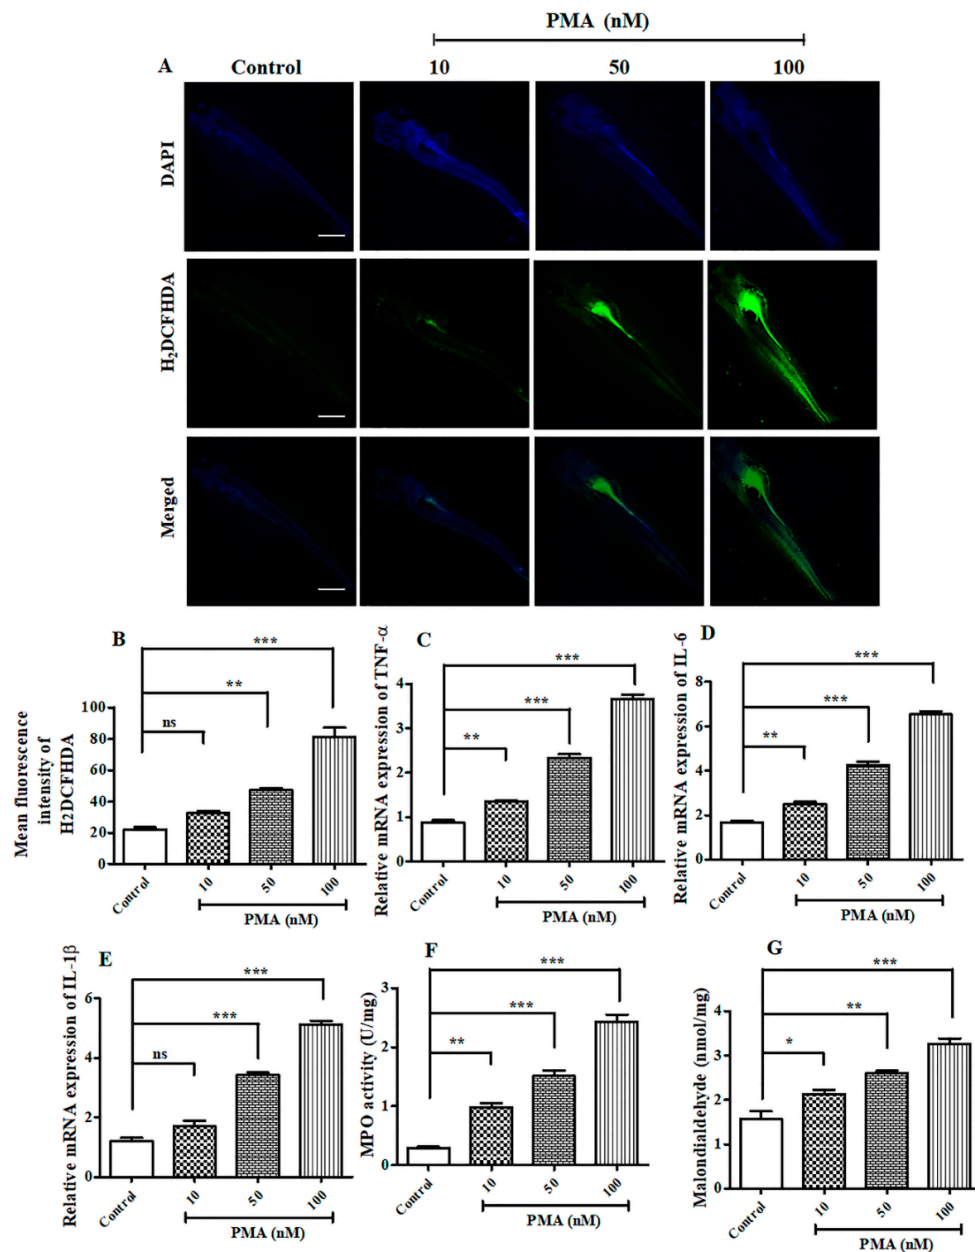 PMA (nM)
A Control 10 50 100
DAPI
H₂DCFHDA
Merged
B
Mean fluorescence
intensity of
H2DCFHDA
100
80
60
40
20
0
ns
**
***
Control 10 50 100
PMA (nM)
C
Relative mRNA expression of TNF-α
4
3
2
1
0
**
***
***
Control 10 50 100
PMA (nM)
D
Relative mRNA expression of IL-6
8
6
4
2
0
**
***
***
Control 10 50 100
PMA (nM)
E
Relative mRNA expression of IL-1β
6
4
2
0
ns
***
***
Control 10 50 100
PMA (nM)
F
MPO activity (U/mg)
3
2
1
0
**
***
***
Control 10 50 100
PMA (nM)
G
Malondialdehyde (nmol/mg)
4
3
2
1
0
*
**
***
Control 10 50 100
PMA (nM)